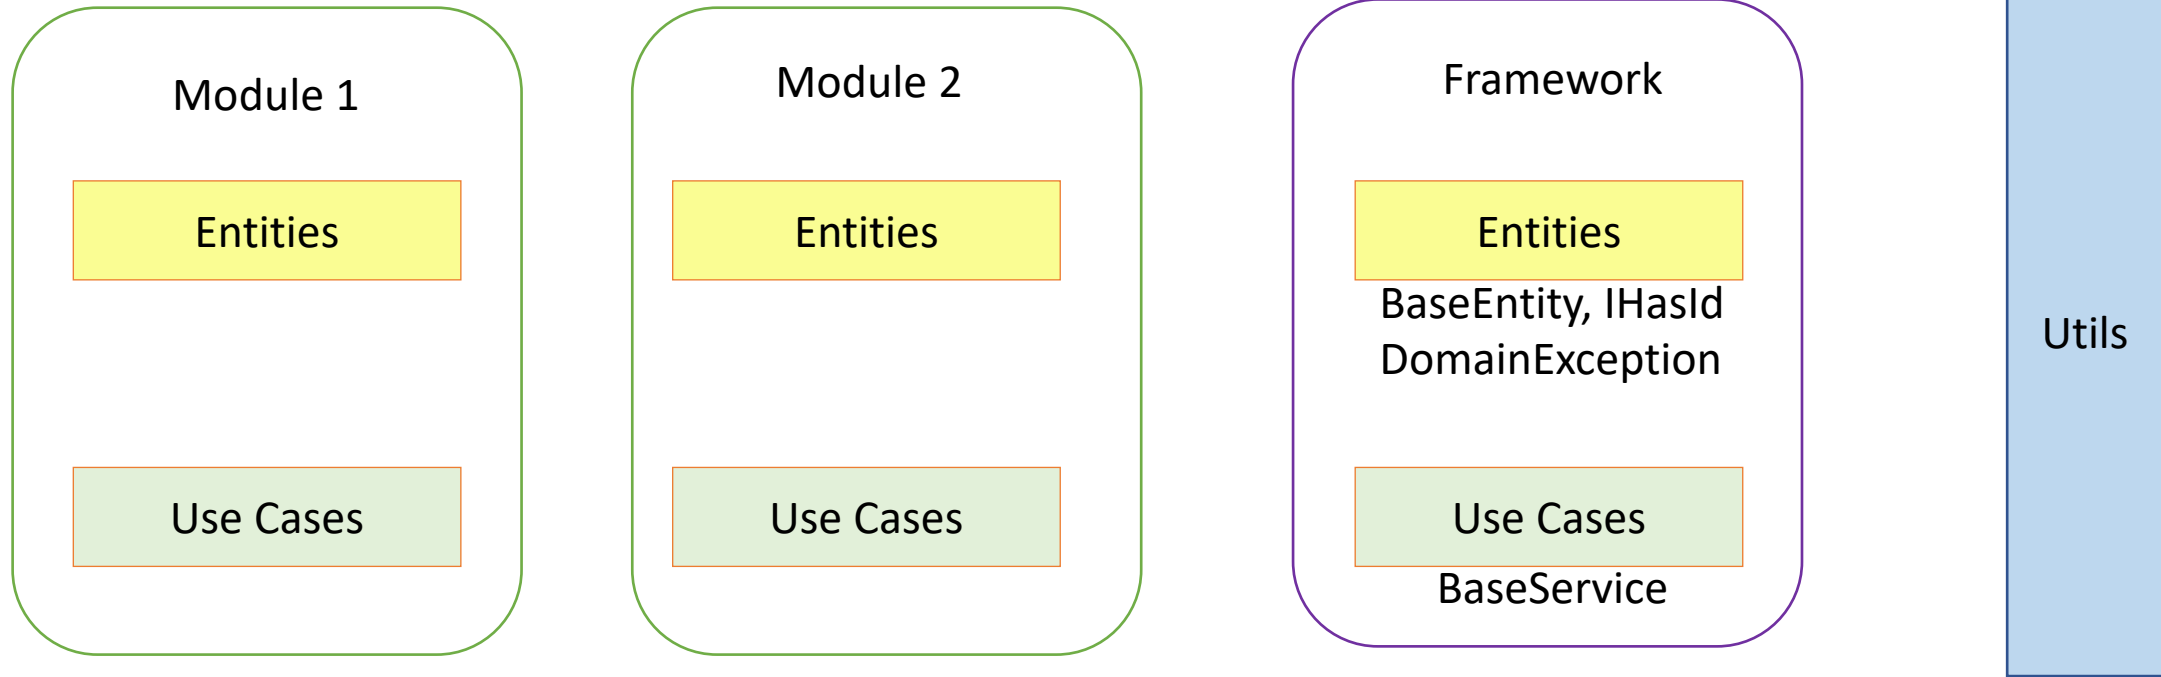 Module 1
Entities
Use Cases
Module 2
Entities
Use Cases
Framework
Entities
BaseEntity, IHasId
DomainException
Use Cases
BaseService
Utils